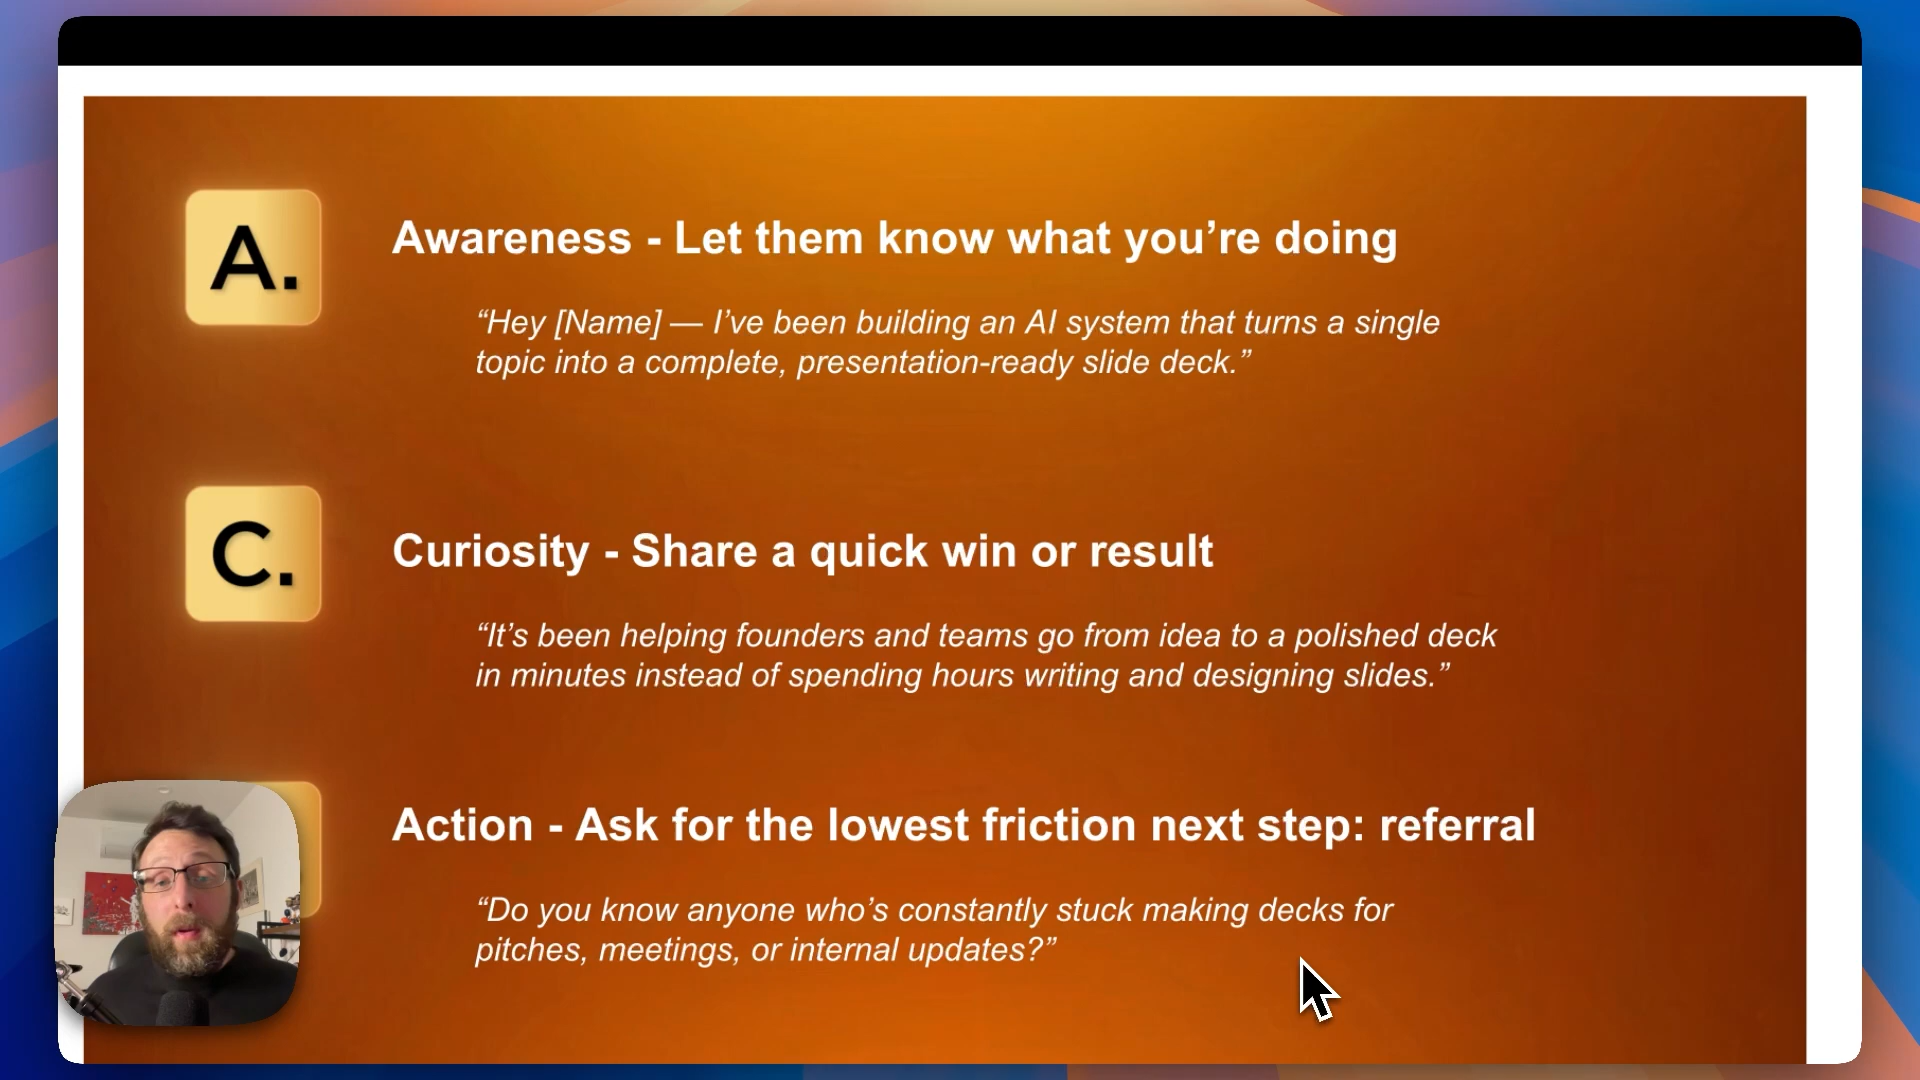 A.
Awareness - Let them know what you’re doing
“Hey [Name] — I’ve been building an AI system that turns a single
topic into a complete, presentation-ready slide deck.”
C.
Curiosity - Share a quick win or result
“It’s been helping founders and teams go from idea to a polished deck
in minutes instead of spending hours writing and designing slides.”
Action - Ask for the lowest friction next step: referral
“Do you know anyone who’s constantly stuck making decks for
pitches, meetings, or internal updates?”